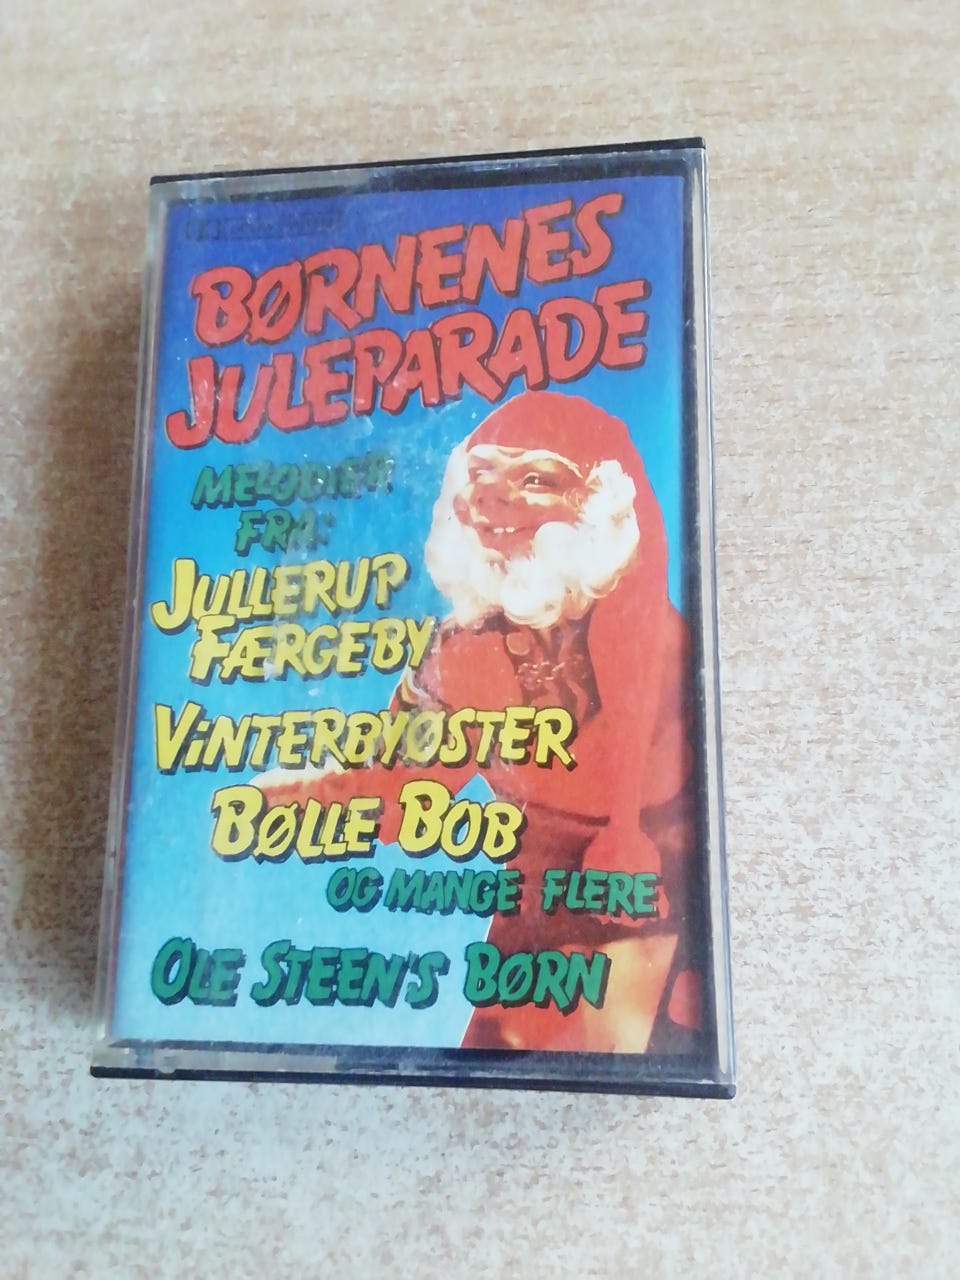 BØRNENES
JULEPARADE
MELODIER
FRA:
JULLERUP
FÆRGEBY
VINTERBYØSTER
BØLLE BOB
OG MANGE FLERE
OLE STEEN'S BØRN